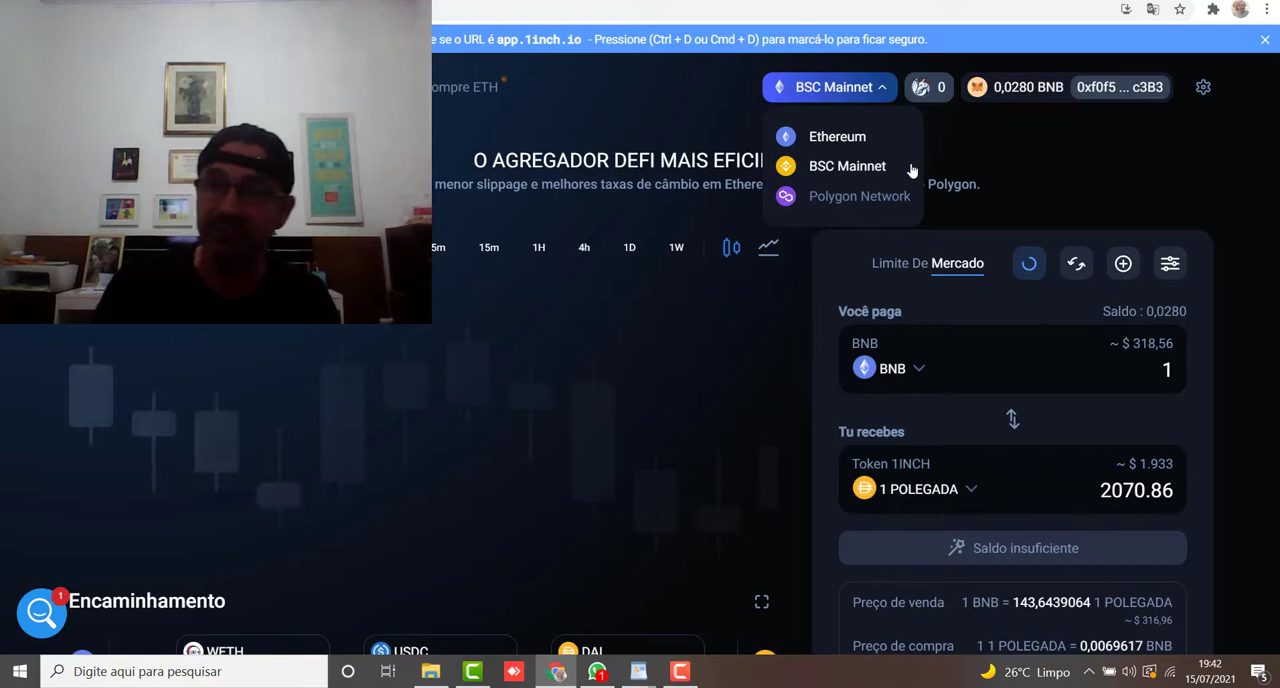 e se o URL é app.1inch.io - Pressione (Ctrl + D ou Cmd + D) para marcá-lo para ficar seguro.
ompre ETH
BSC Mainnet
0
0,0280 BNB
0xf0f5 ... c3B3
Ethereum
BSC Mainnet
Polygon Network
O AGREGADOR DEFI MAIS EFICI
menor slippage e melhores taxas de câmbio em Ethere
Polygon.
5m 15m 1H 4h 1D 1W
Limite De Mercado
Você paga Saldo : 0,0280
BNB ~ $ 318,56
BNB 1
Tu recebes
Token 1INCH ~ $ 1.933
1 POLEGADA 2070.86
Saldo insuficiente
Preço de venda 1 BNB = 143,6439064 1 POLEGADA
~ $ 316,96
Preço de compra 1 1 POLEGADA = 0,0069617 BNB
1
Encaminhamento
WETH USDC DAI
Digite aqui para pesquisar
1
26°C Limpo
19:42
15/07/2021
5